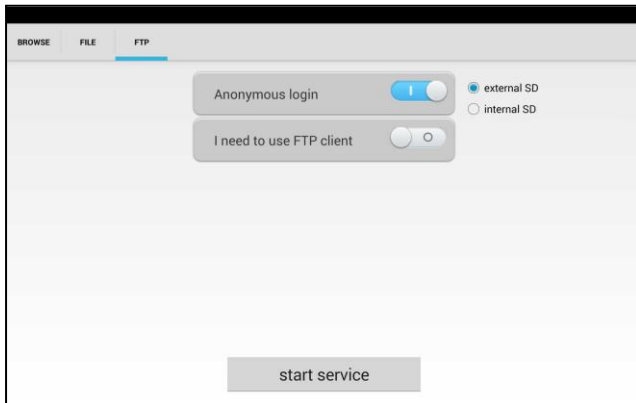 BROWSE FILE FTP
Anonymous login
external SD
internal SD
I need to use FTP client
start service